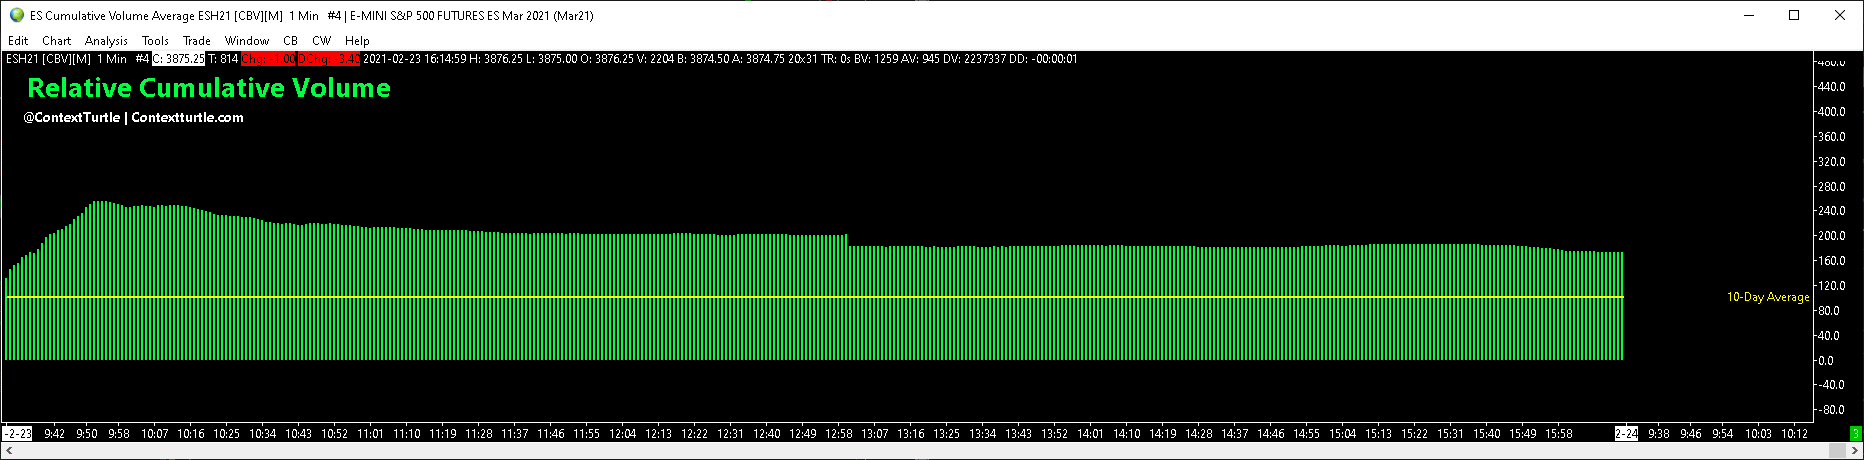 ES Cumulative Volume Average ESH21 [CBV][M] 1 Min #4 | E-MINI S&P 500 FUTURES ES Mar 2021 (Mar21)
Edit Chart Analysis Tools Trade Window CB CW Help
ESH21 [CBV][M] 1 Min #4 C: 3875.25 T: 814 Chg: -1.00 DChg: -3.40 2021-02-23 16:14:59 H: 3876.25 L: 3875.00 O: 3876.25 V: 2204 B: 3874.50 A: 3874.75 20x31 TR: 0s BV: 1259 AV: 945 DV: 2237337 DD: -00:00:01
Relative Cumulative Volume
@ContextTurtle | Contextturtle.com
480.0
440.0
400.0
360.0
320.0
280.0
240.0
200.0
160.0
120.0
10-Day Average
80.0
40.0
0.0
-40.0
-80.0
-2-23 9:42 9:50 9:58 10:07 10:16 10:25 10:34 10:43 10:52 11:01 11:10 11:19 11:28 11:37 11:46 11:55 12:04 12:13 12:22 12:31 12:40 12:49 12:58 13:07 13:16 13:25 13:34 13:43 13:52 14:01 14:10 14:19 14:28 14:37 14:46 14:55 15:04 15:13 15:22 15:31 15:40 15:49 15:58 2-24 9:38 9:46 9:54 10:03 10:12 3